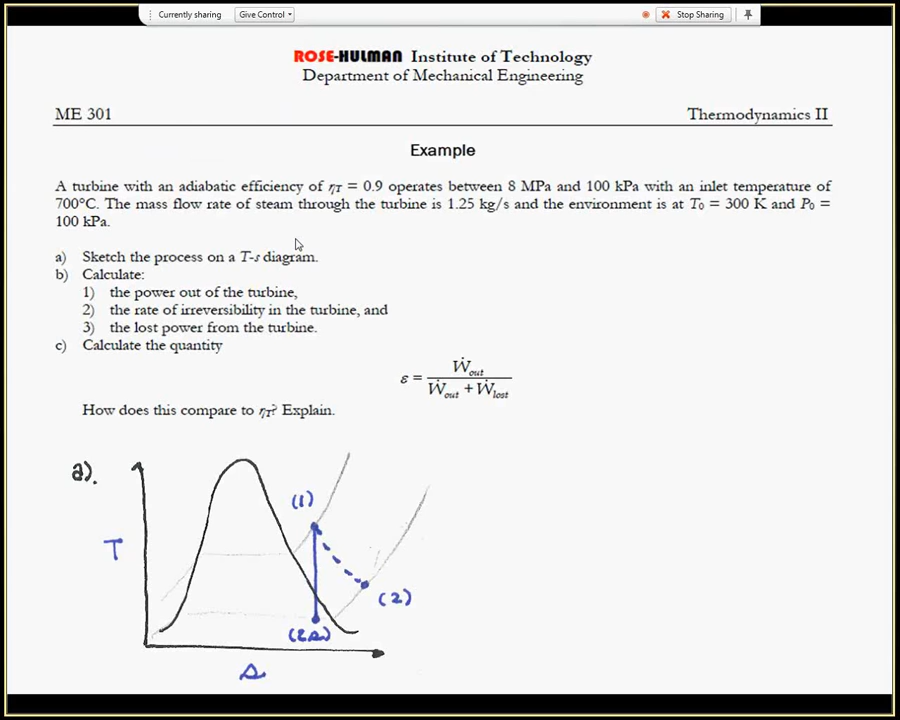 Currently sharing
Give Control
Stop Sharing
ROSE-HULMAN Institute of Technology
Department of Mechanical Engineering
ME 301
Thermodynamics II
Example
A turbine with an adiabatic efficiency of ηT = 0.9 operates between 8 MPa and 100 kPa with an inlet temperature of
700°C. The mass flow rate of steam through the turbine is 1.25 kg/s and the environment is at T0 = 300 K and P0 =
100 kPa.
a) Sketch the process on a T-s diagram.
b) Calculate:
1) the power out of the turbine,
2) the rate of irreversibility in the turbine, and
3) the lost power from the turbine.
c) Calculate the quantity
ε = Ẇout / (Ẇout + Ẇlost)
How does this compare to ηT? Explain.
a).
(1)
T
(2)
(2s)
s